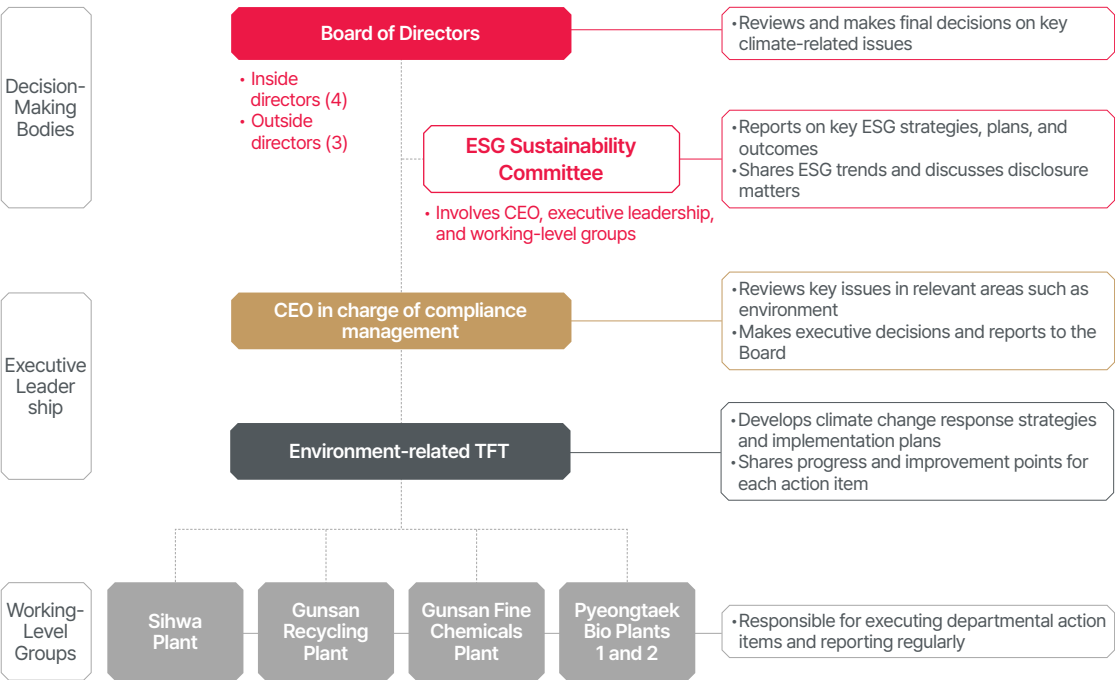 Decision-
Making
Bodies
Board of Directors
• Inside
directors (4)
• Outside
directors (3)
• Reviews and makes final decisions on key
climate-related issues
ESG Sustainability
Committee
• Involves CEO, executive leadership,
and working-level groups
• Reports on key ESG strategies, plans, and
outcomes
• Shares ESG trends and discusses disclosure
matters
Executive
Leader
ship
CEO in charge of compliance
management
• Reviews key issues in relevant areas such as
environment
• Makes executive decisions and reports to the
Board
Environment-related TFT
• Develops climate change response strategies
and implementation plans
• Shares progress and improvement points for
each action item
Working-
Level
Groups
Sihwa
Plant
Gunsan
Recycling
Plant
Gunsan Fine
Chemicals
Plant
Pyeongtaek
Bio Plants
1 and 2
• Responsible for executing departmental action
items and reporting regularly